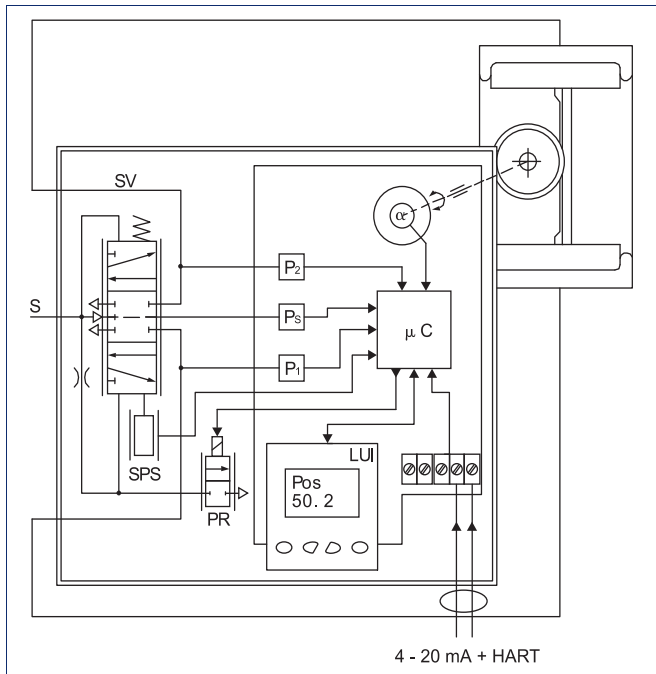 SV
α
S
P2
PS
μ C
P1
SPS
LUI
Pos
50.2
PR
4 - 20 mA + HART